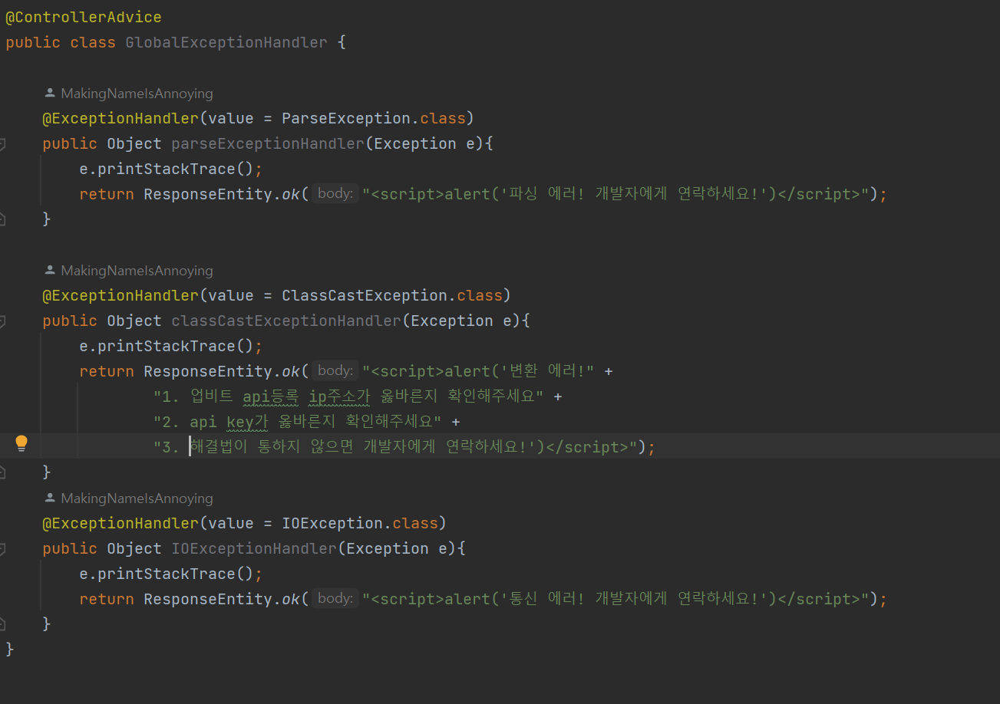 @ControllerAdvice
public class GlobalExceptionHandler {
MakingNameIsAnnoying
@ExceptionHandler(value = ParseException.class)
public Object parseExceptionHandler(Exception e){
e.printStackTrace();
return ResponseEntity.ok( body: "<script>alert('파싱 에러! 개발자에게 연락하세요!')</script>");
}
MakingNameIsAnnoying
@ExceptionHandler(value = ClassCastException.class)
public Object classCastExceptionHandler(Exception e){
e.printStackTrace();
return ResponseEntity.ok( body: "<script>alert('변환 에러!" +
"1. 업비트 api등록 ip주소가 옳바른지 확인해주세요" +
"2. api key가 옳바른지 확인해주세요" +
"3. 해결법이 통하지 않으면 개발자에게 연락하세요!')</script>");
}
MakingNameIsAnnoying
@ExceptionHandler(value = IOException.class)
public Object IOExceptionHandler(Exception e){
e.printStackTrace();
return ResponseEntity.ok( body: "<script>alert('통신 에러! 개발자에게 연락하세요!')</script>");
}
}